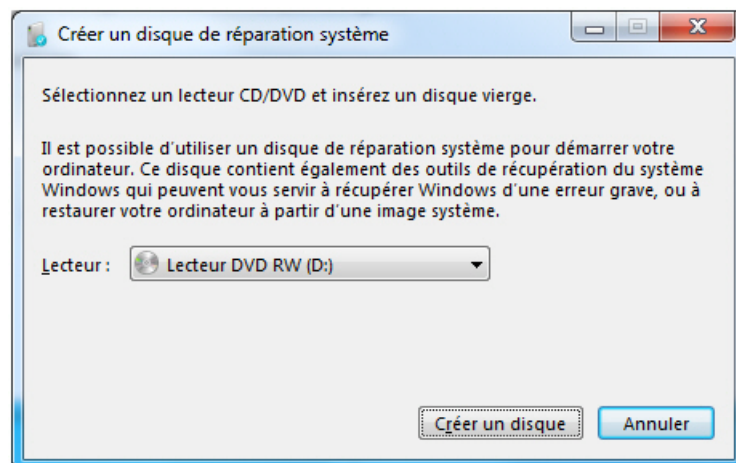 Créer un disque de réparation système
Sélectionnez un lecteur CD/DVD et insérez un disque vierge.
Il est possible d'utiliser un disque de réparation système pour démarrer votre
ordinateur. Ce disque contient également des outils de récupération du système
Windows qui peuvent vous servir à récupérer Windows d'une erreur grave, ou à
restaurer votre ordinateur à partir d'une image système.
Lecteur : Lecteur DVD RW (D:)
Créer un disque Annuler